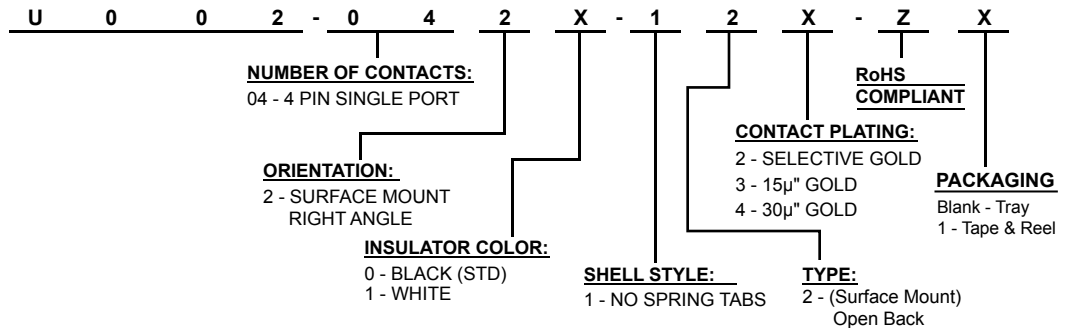 U 0 0 2 - 0 4 2 X - 1 2 X - Z X
NUMBER OF CONTACTS:
04 - 4 PIN SINGLE PORT
RoHS
COMPLIANT
CONTACT PLATING:
2 - SELECTIVE GOLD
3 - 15µ" GOLD
4 - 30µ" GOLD
ORIENTATION:
2 - SURFACE MOUNT
RIGHT ANGLE
PACKAGING
Blank - Tray
1 - Tape & Reel
INSULATOR COLOR:
0 - BLACK (STD)
1 - WHITE
SHELL STYLE:
1 - NO SPRING TABS
TYPE:
2 - (Surface Mount)
Open Back